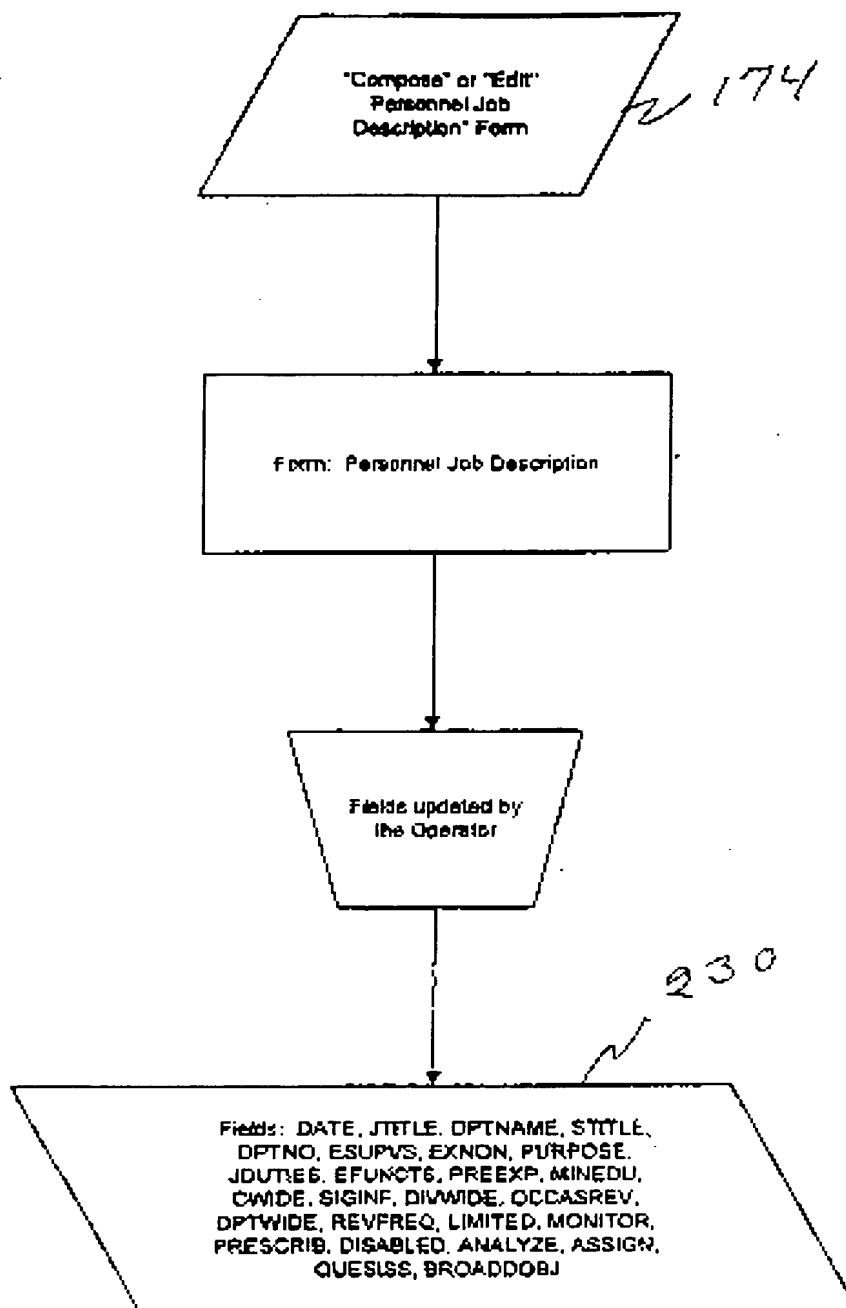 "Compose" or "Edit"
Personnel Job
Description" Form
174
Form: Personnel Job Description
Fields updated by
the Operator
230
Fields: DATE, JTITLE, DPTNAME, STITLE,
DPTNO, ESUPVS, EXNON, PURPOSE,
JDUTIES, EFUNCTS, PREEXP, MINEDU,
CWIDE, SIGINF, DIVWIDE, OCCASREV,
DPTWIDE, REVFREQ, LIMITED, MONITOR,
PRESCRIB, DISABLED, ANALYZE, ASSIGN,
QUESISS, BROADDOBJ